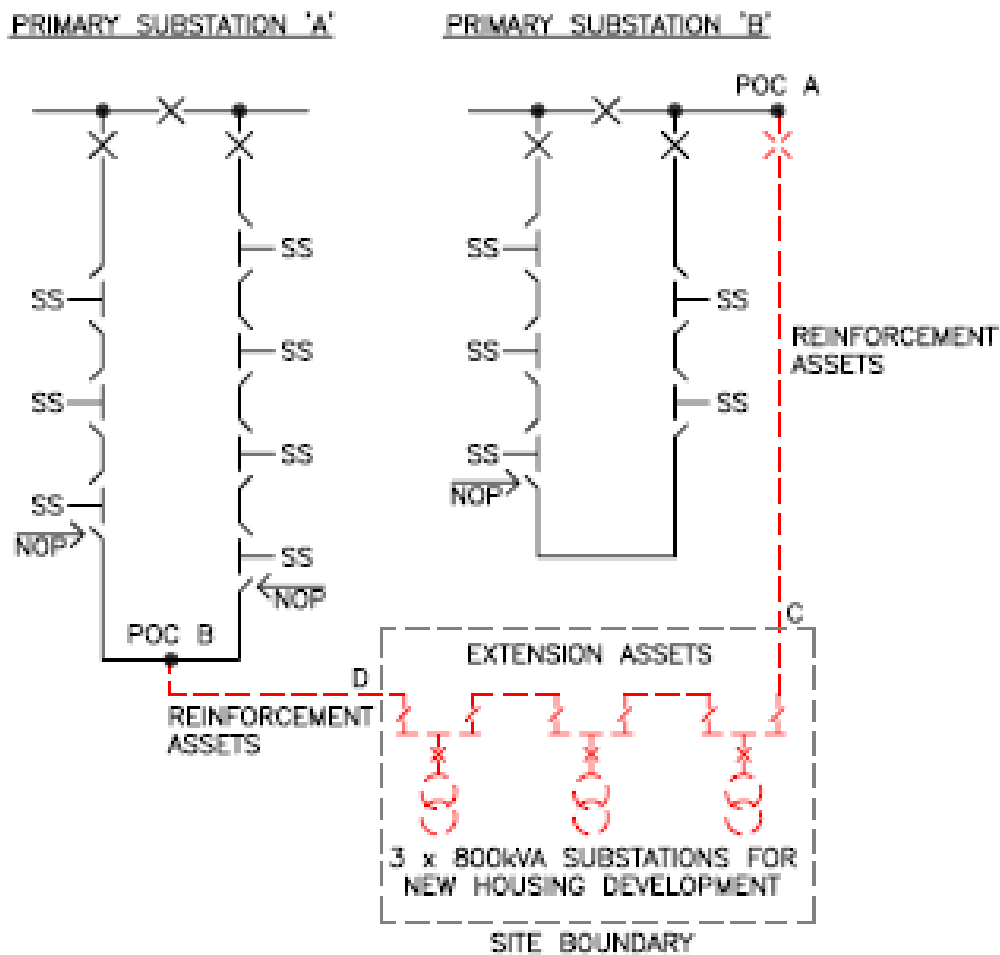 PRIMARY SUBSTATION 'A'
PRIMARY SUBSTATION 'B'
POC A
SS
SS
SS
SS
SS
SS
SS
NOP
NOP
POC B
SS
SS
SS
SS
SS
NOP
REINFORCEMENT
ASSETS
C
D
REINFORCEMENT
ASSETS
EXTENSION ASSETS
3 x 800kVA SUBSTATIONS FOR
NEW HOUSING DEVELOPMENT
SITE BOUNDARY